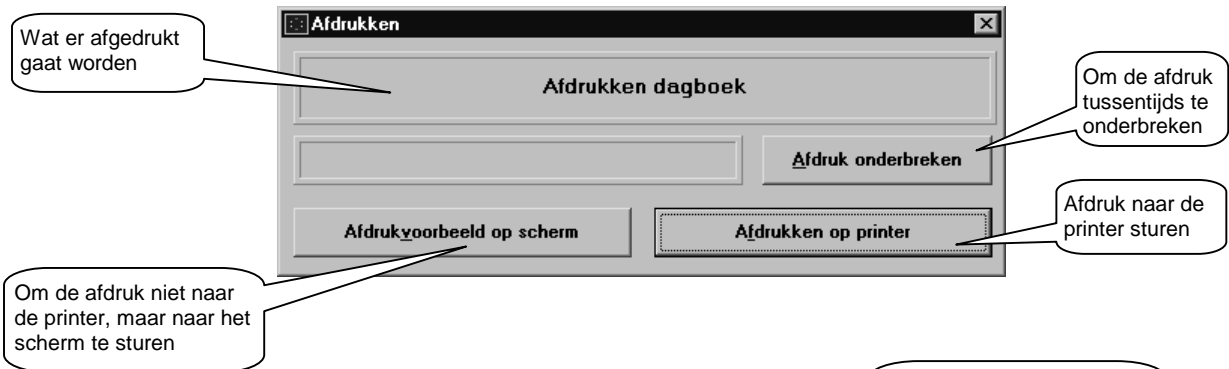 Afdrukken
Wat er afgedrukt
gaat worden
Afdrukken dagboek
Om de afdruk
tussentijds te
onderbreken
Afdruk onderbreken
Afdruk naar de
printer sturen
Afdrukvoorbeeld op scherm
Afdrukken op printer
Om de afdruk niet naar
de printer, maar naar het
scherm te sturen